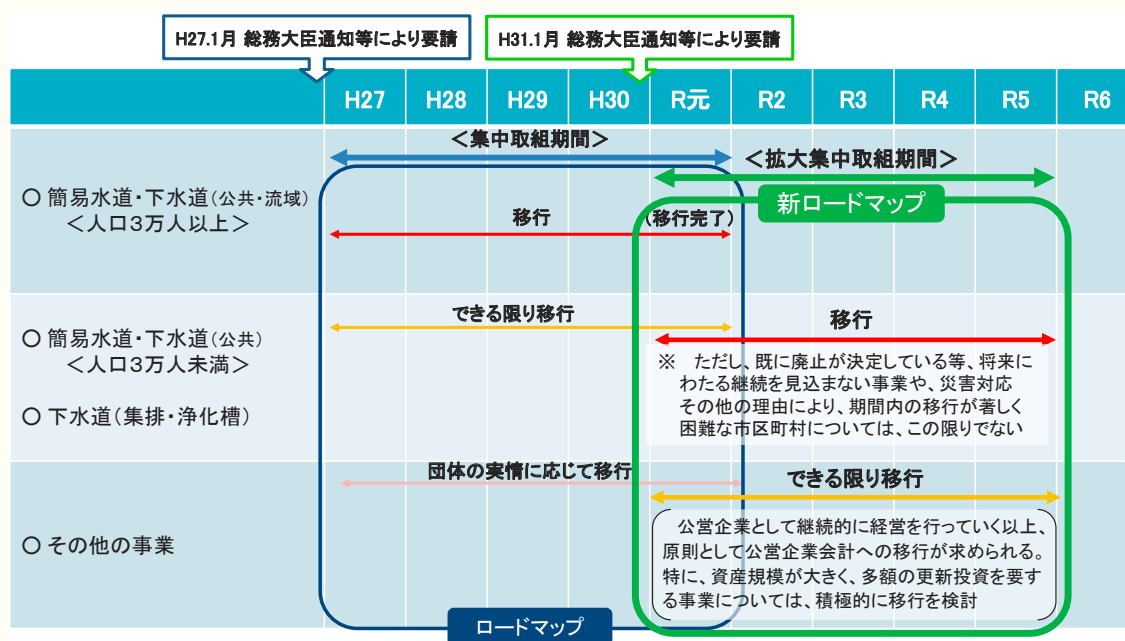 H27.1月 総務大臣通知等により要請
H31.1月 総務大臣通知等により要請
H27 H28 H29 H30 R元 R2 R3 R4 R5 R6
＜集中取組期間＞
＜拡大集中取組期間＞
新ロードマップ
○ 簡易水道・下水道(公共・流域)
＜人口３万人以上＞
移行
(移行完了)
○ 簡易水道・下水道(公共)
＜人口３万人未満＞
○ 下水道(集排・浄化槽)
できる限り移行
移行
※　ただし、既に廃止が決定している等、将来に
わたる継続を見込まない事業や、災害対応
その他の理由により、期間内の移行が著しく
困難な市区町村については、この限りでない
○ その他の事業
団体の実情に応じて移行
できる限り移行
公営企業として継続的に経営を行っていく以上、
原則として公営企業会計への移行が求められる。
特に、資産規模が大きく、多額の更新投資を要す
る事業については、積極的に移行を検討
ロードマップ